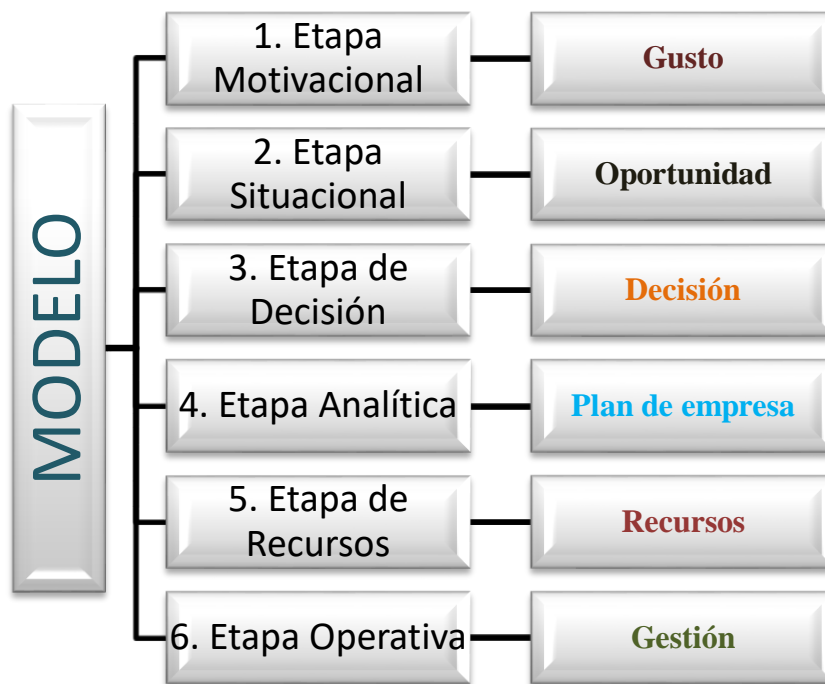 MODELO
1. Etapa
Motivacional
Gusto
2. Etapa
Situacional
Oportunidad
3. Etapa de
Decisión
Decisión
4. Etapa Analítica
Plan de empresa
5. Etapa de
Recursos
Recursos
6. Etapa Operativa
Gestión